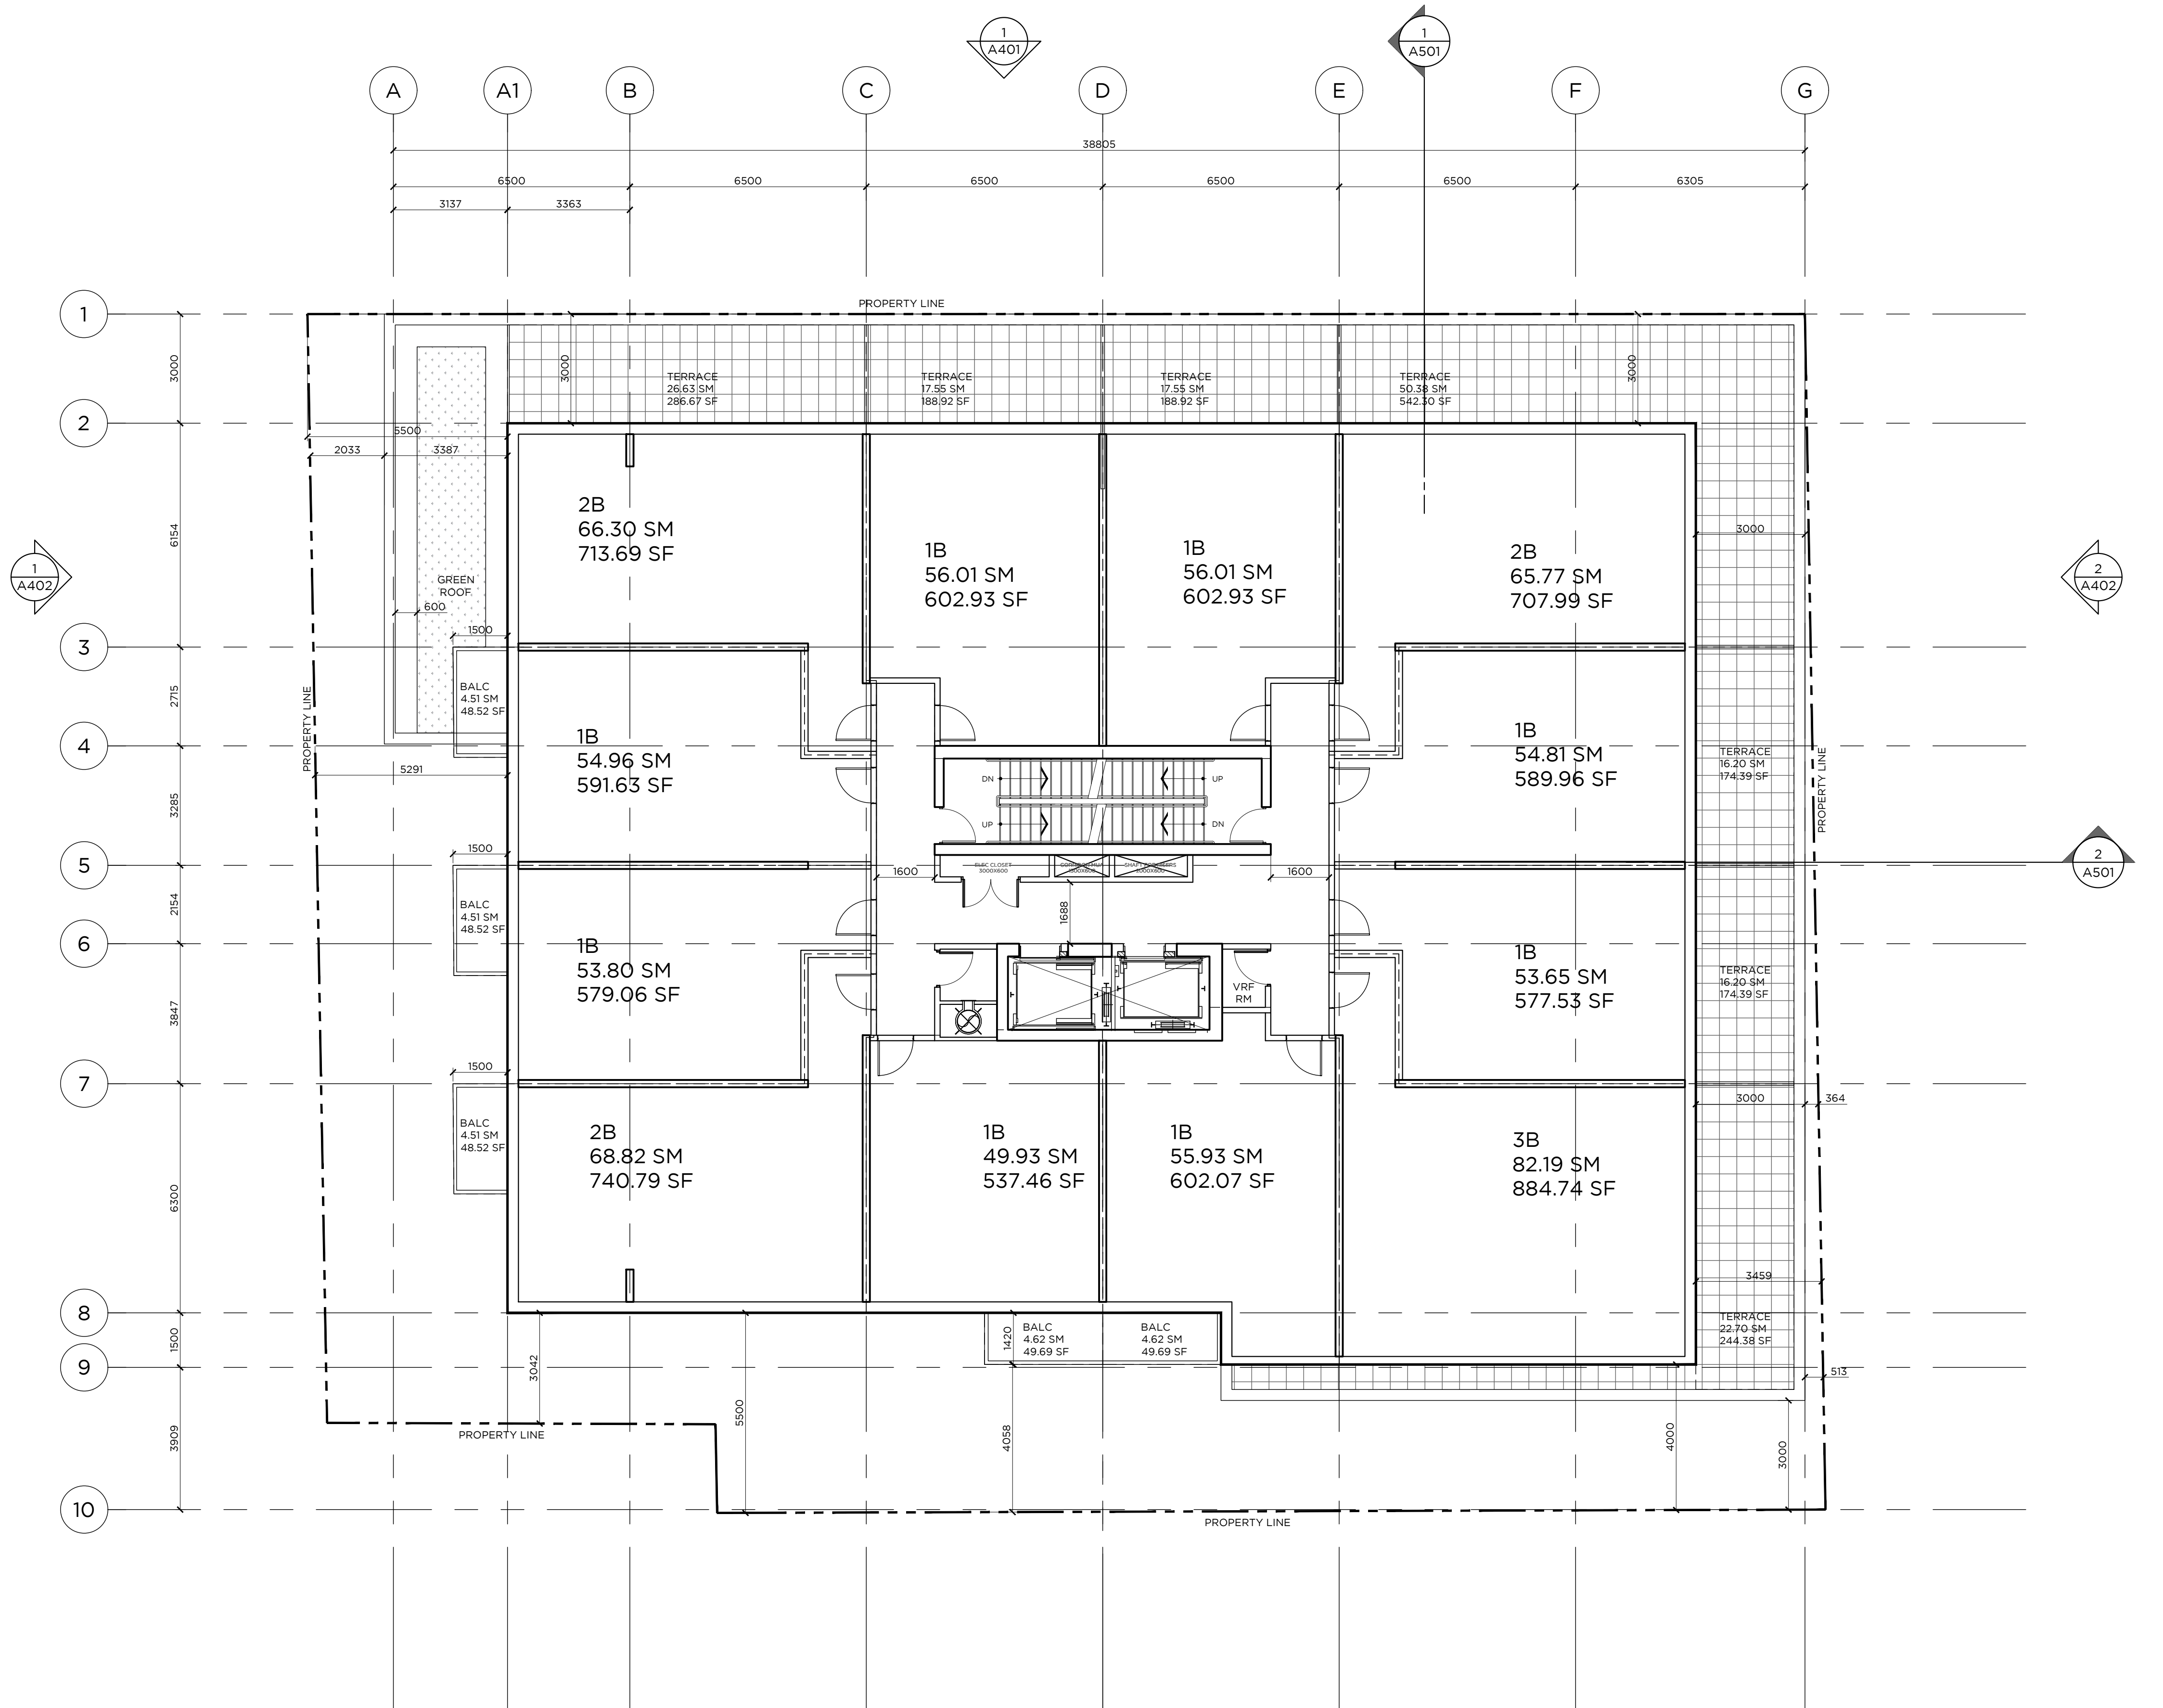 1
A401
1
A501
A
A1
B
C
D
E
F
G
38805
6500
6500
6500
6500
6500
6305
3137
3363
PROPERTY LINE
1
3000
3000
3000
TERRACE
26.63 SM
286.67 SF
TERRACE
17.55 SM
188.92 SF
TERRACE
17.55 SM
188.92 SF
TERRACE
50.38 SM
542.30 SF
2
5500
2033
3387
6154
2B
66.30 SM
713.69 SF
1B
56.01 SM
602.93 SF
1B
56.01 SM
602.93 SF
2B
65.77 SM
707.99 SF
3000
1
A402
2
A402
GREEN
ROOF
600
1500
3
2715
BALC
4.51 SM
48.52 SF
PROPERTY LINE
4
5291
1B
54.96 SM
591.63 SF
1B
54.81 SM
589.96 SF
TERRACE
16.20 SM
174.39 SF
PROPERTY LINE
DN
UP
UP
DN
3285
1500
5
ELEC CLOSET
3000X600
1600
1600
2
A501
2154
BALC
4.51 SM
48.52 SF
1688
6
1B
53.80 SM
579.06 SF
1B
53.65 SM
577.53 SF
TERRACE
16.20 SM
174.39 SF
VRF
RM
3847
1500
7
3000
364
BALC
4.51 SM
48.52 SF
2B
68.82 SM
740.79 SF
1B
49.93 SM
537.46 SF
1B
55.93 SM
602.07 SF
3B
82.19 SM
884.74 SF
6300
3459
8
1500
BALC
4.62 SM
49.69 SF
1420
BALC
4.62 SM
49.69 SF
TERRACE
22.70 SM
244.38 SF
9
3042
513
5500
4058
4000
3000
3909
PROPERTY LINE
10
PROPERTY LINE